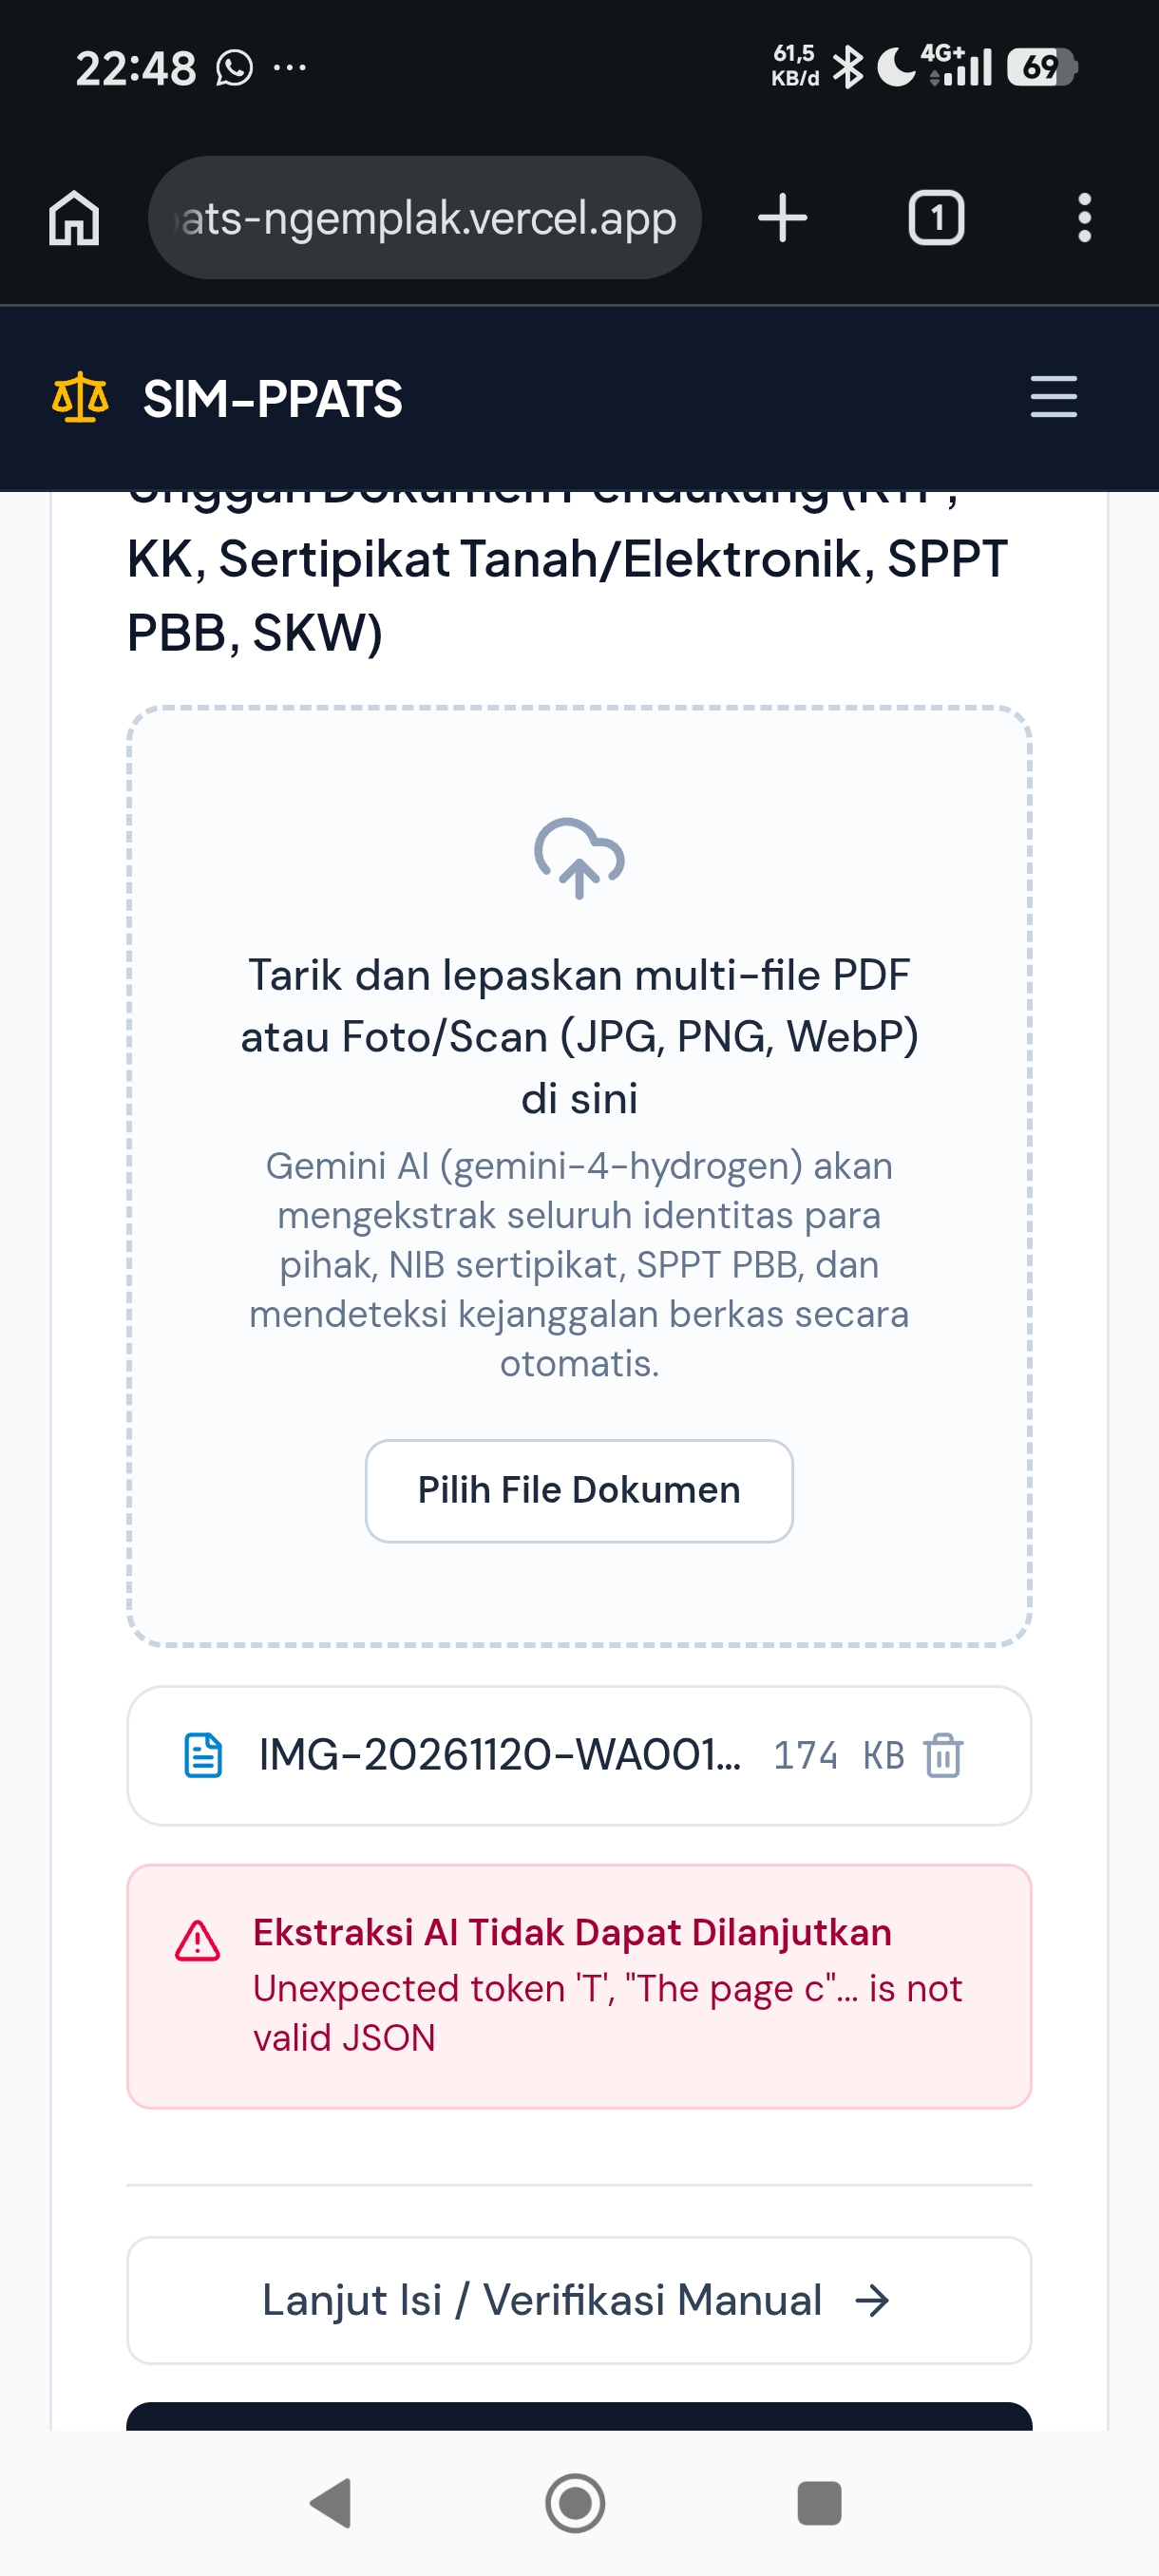 22:48
61,5
KB/d
4G+
69
ats-ngemplak.vercel.app
1
SIM-PPATS
Unggah Dokumen Pendukung (KTP,
KK, Sertipikat Tanah/Elektronik, SPPT
PBB, SKW)
Tarik dan lepaskan multi-file PDF
atau Foto/Scan (JPG, PNG, WebP)
di sini
Gemini AI (gemini-4-hydrogen) akan
mengekstrak seluruh identitas para
pihak, NIB sertipikat, SPPT PBB, dan
mendeteksi kejanggalan berkas secara
otomatis.
Pilih File Dokumen
IMG-20261120-WA001... 174 KB
Ekstraksi AI Tidak Dapat Dilanjutkan
Unexpected token 'T', "The page c"... is not
valid JSON
Lanjut Isi / Verifikasi Manual